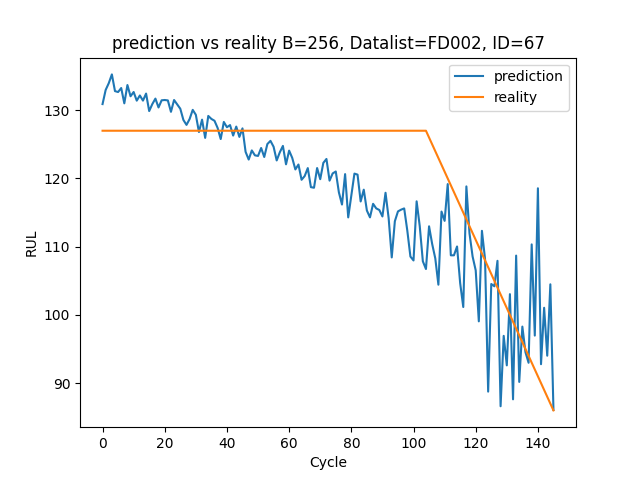 prediction vs reality B=256, Datalist=FD002, ID=67
prediction
reality
130
120
110
100
90
RUL
0 20 40 60 80 100 120 140
Cycle